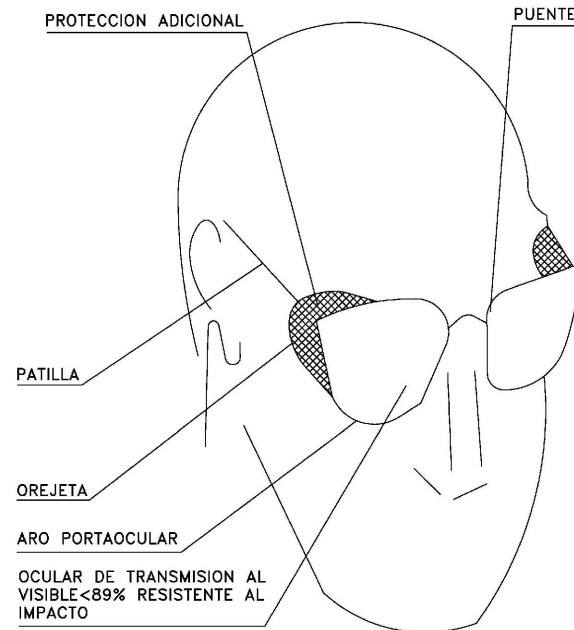 PROTECCION ADICIONAL
PUENTE
PATILLA
OREJETA
ARO PORTAOCULAR
OCULAR DE TRANSMISION AL
VISIBLE<89% RESISTENTE AL
IMPACTO